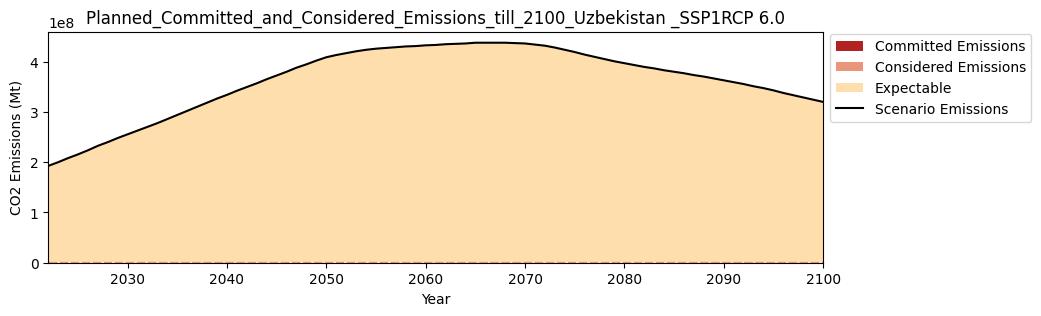 Planned_Committed_and_Considered_Emissions_till_2100_Uzbekistan _SSP1RCP 6.0
1e8
CO2 Emissions (Mt)
4
3
2
1
0
2030 2040 2050 2060 2070 2080 2090 2100
Year
Committed Emissions
Considered Emissions
Expectable
Scenario Emissions